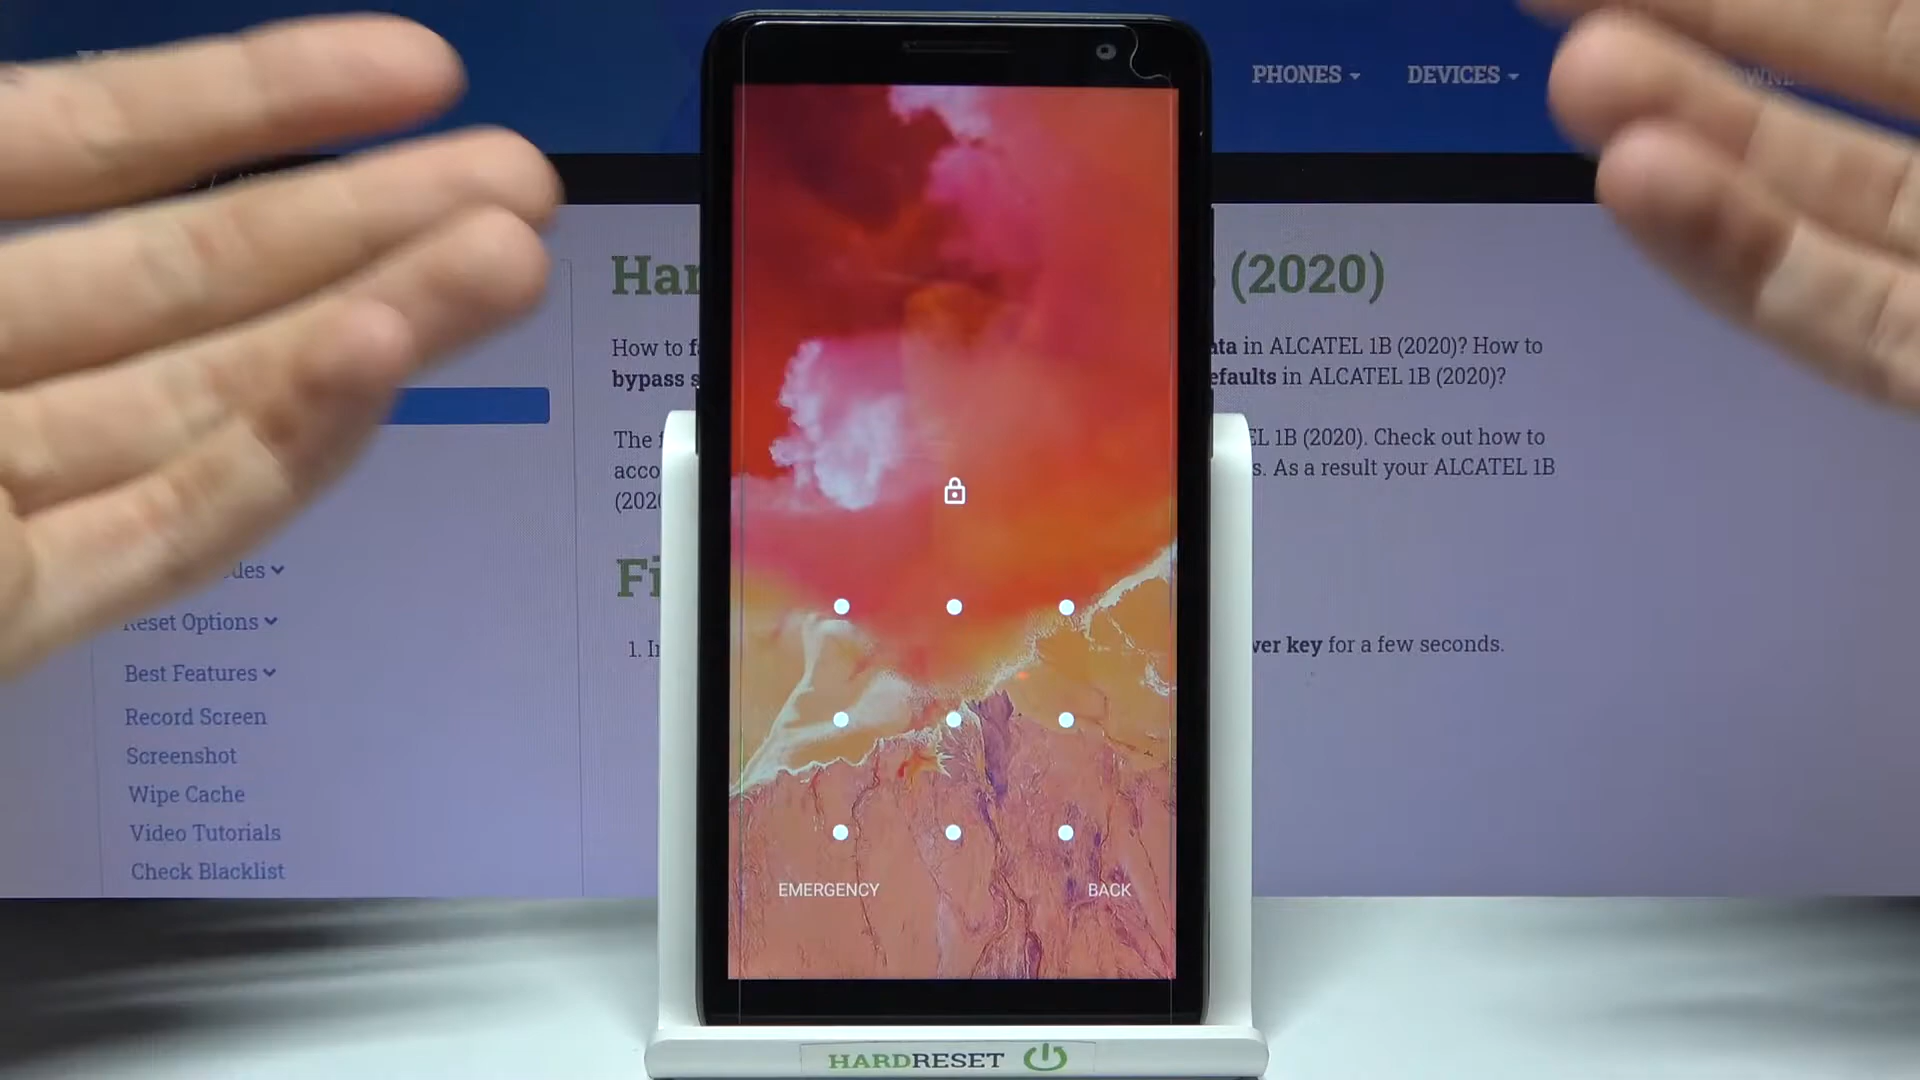 PHONES
DEVICES
(2020)
How to
ata in ALCATEL 1B (2020)? How to
bypass
efaults in ALCATEL 1B (2020)?
The
EL 1B (2020). Check out how to
acco
s. As a result your ALCATEL 1B
(202
1. I
ver key for a few seconds.
Reset Options
Best Features
Record Screen
Screenshot
Wipe Cache
Video Tutorials
Check Blacklist
EMERGENCY
BACK
HARDRESET